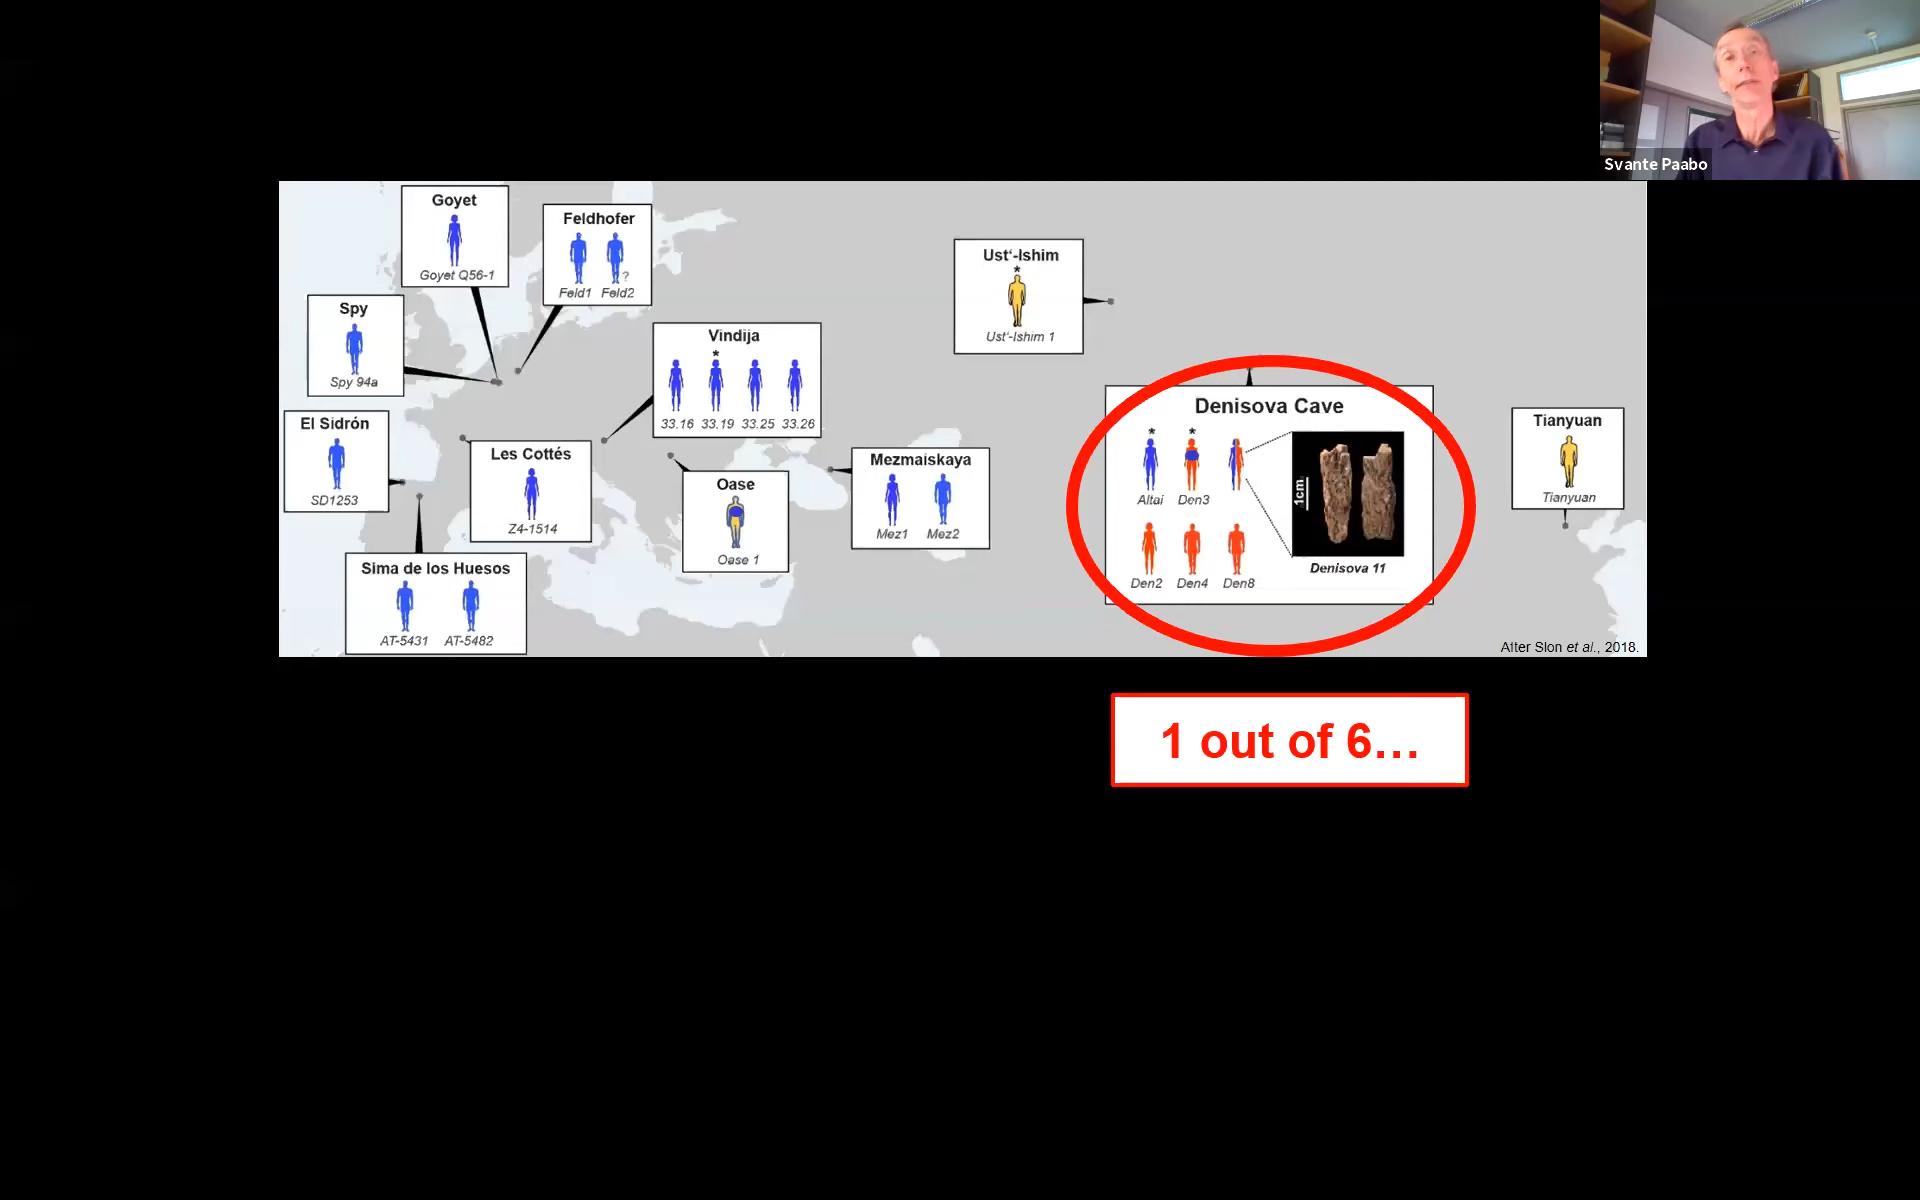 Svante Paabo
Goyet
Goyet Q56-1
Feldhofer
?
Feld1 Feld2
Spy
Spy 94a
Vindija
*
33.16 33.19 33.25 33.26
Ust'-Ishim
*
Ust'-Ishim 1
El Sidrón
SD1253
Les Cottés
Z4-1514
Oase
Oase 1
Mezmaiskaya
Mez1 Mez2
Sima de los Huesos
AT-5431 AT-5482
Denisova Cave
* *
Altai Den3
1cm
Den2 Den4 Den8
Denisova 11
Tianyuan
Tianyuan
After Slon et al., 2018.
1 out of 6...